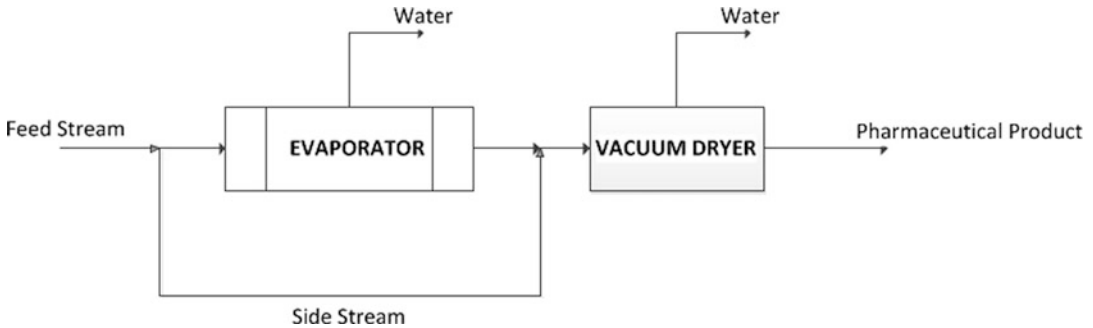 Water
Water
Feed Stream
EVAPORATOR
VACUUM DRYER
Pharmaceutical Product
Side Stream